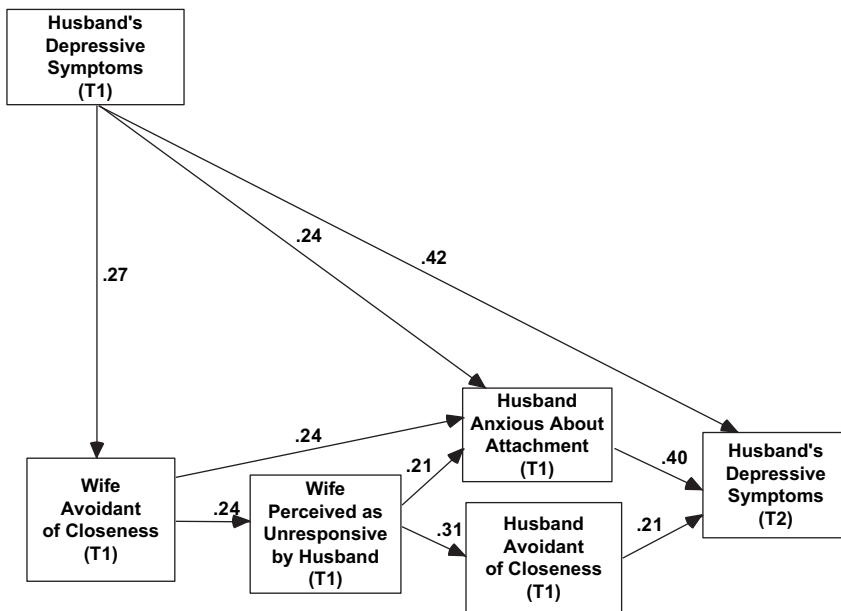 Husband's
Depressive
Symptoms
(T1)
.24
.42
.27
Husband
Anxious About
Attachment
(T1)
.24
.21
.40
Husband's
Depressive
Symptoms
(T2)
Wife
Avoidant
of Closeness
(T1)
.24
Wife
Perceived as
Unresponsive
by Husband
(T1)
.31
Husband
Avoidant
of Closeness
(T1)
.21